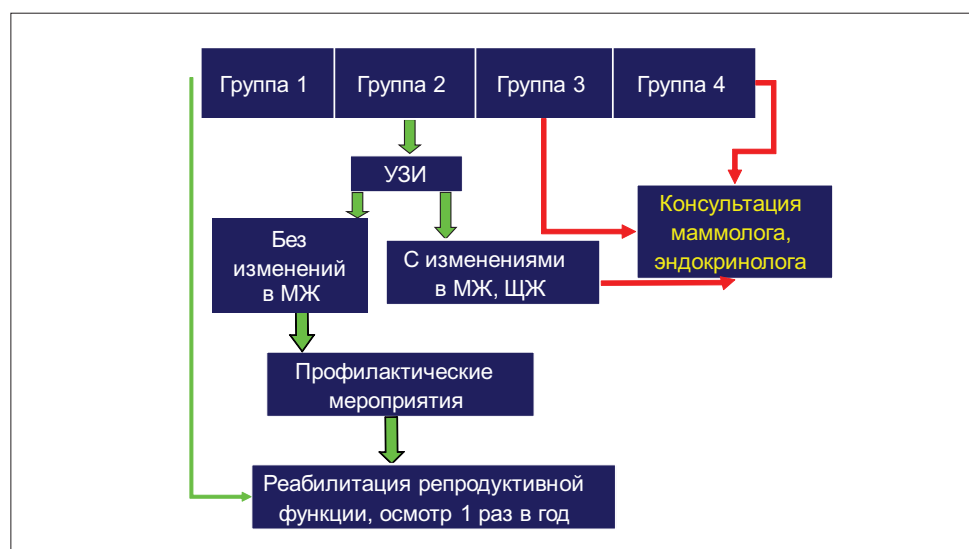 Группа 1
Группа 2
Группа 3
Группа 4
УЗИ
Без
изменений
в МЖ
С изменениями
в МЖ, ЩЖ
Консультация
маммолога,
эндокринолога
Профилактические
мероприятия
Реабилитация репродуктивной
функции, осмотр 1 раз в год